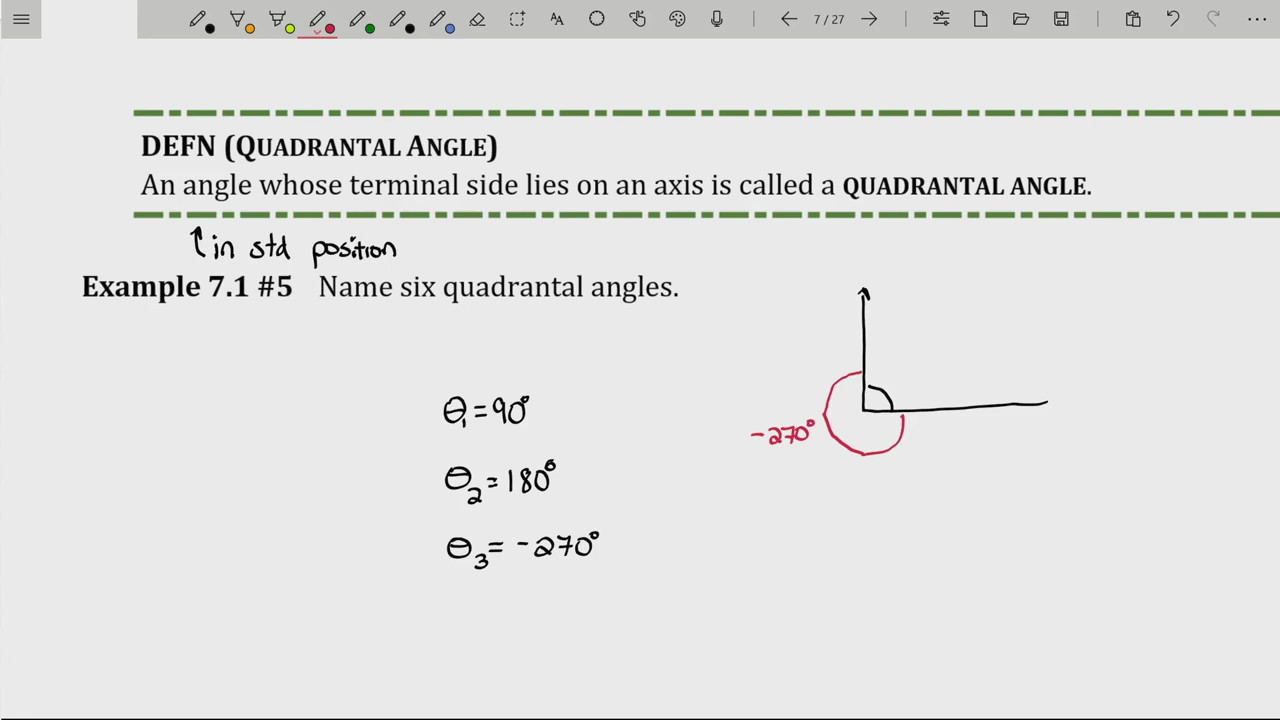 7 / 27
DEFN (QUADRANTAL ANGLE)
An angle whose terminal side lies on an axis is called a QUADRANTAL ANGLE.
in std position
Example 7.1 #5 Name six quadrantal angles.
θ₁ = 90°
-270°
θ₂ = 180°
θ₃ = -270°